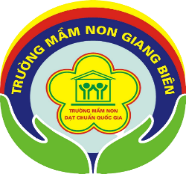 TRƯỜNG MẦM NON GIANG BIÊN
TRƯỜNG MẦM NON
ĐẠT CHUẨN QUỐC GIA